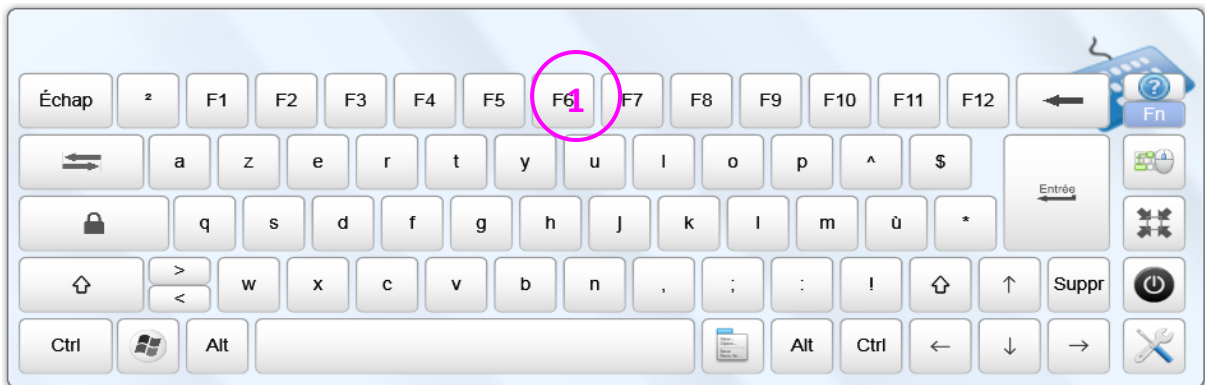 Échap ² F1 F2 F3 F4 F5 F6 1 F7 F8 F9 F10 F11 F12 Fn
a z e r t y u I o p ^ $ Entrée
q s d f g h J k l m ù *
> < w x c v b n , ; : ! ↑ Suppr
Ctrl Alt Alt Ctrl ← ↓ →